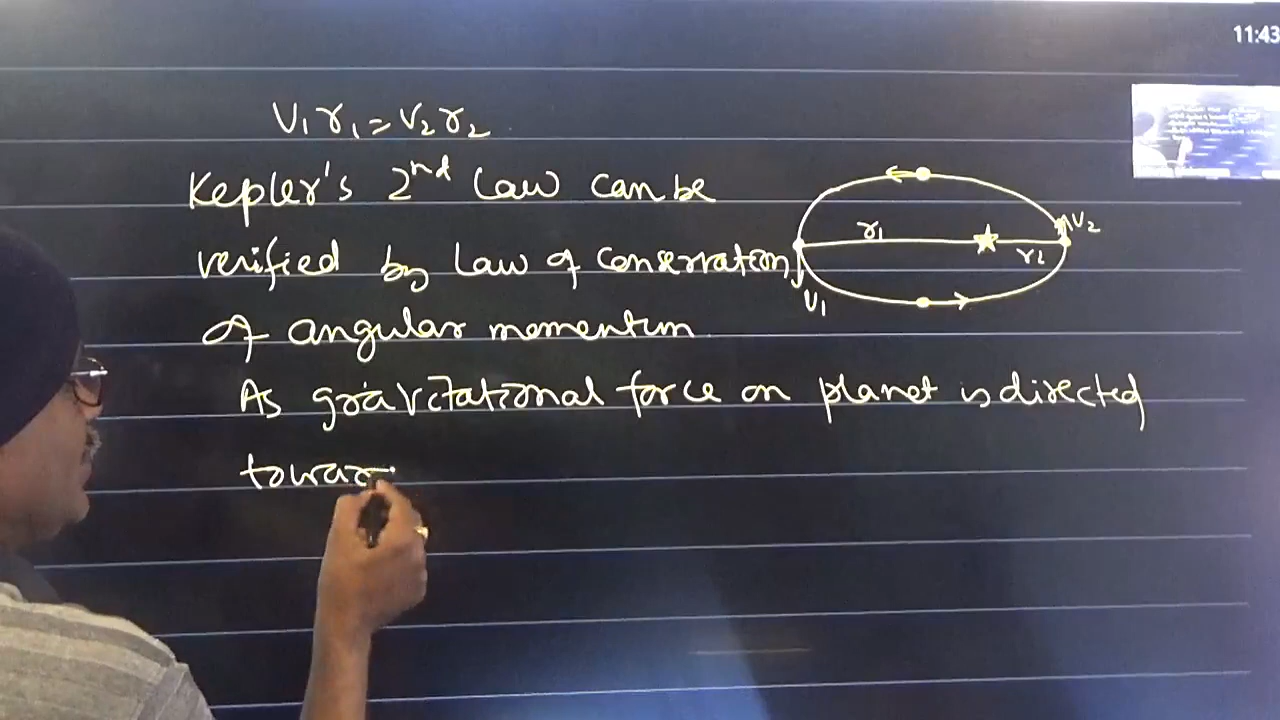 11:43
V₁r₁ = V₂r₂
Kepler's 2nd Law can be
verified by Law of Conservation,
of angular momentum
As gravitational force on planet is directed
towar
r₁
r₂
V₂
V₁